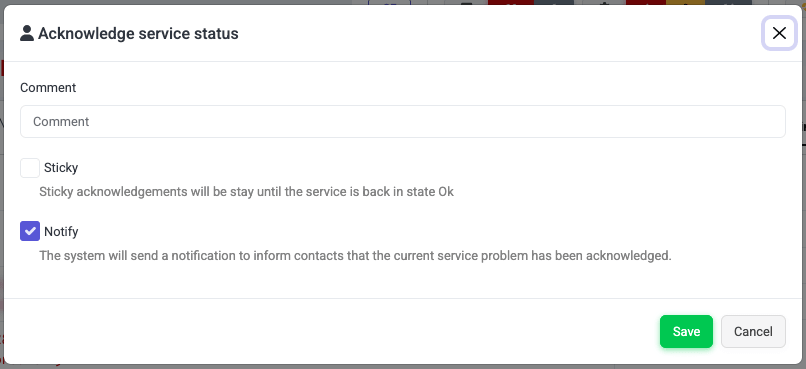 Acknowledge service status
Comment
Comment
Sticky
Sticky acknowledgements will be stay until the service is back in state Ok
Notify
The system will send a notification to inform contacts that the current service problem has been acknowledged.
Save
Cancel